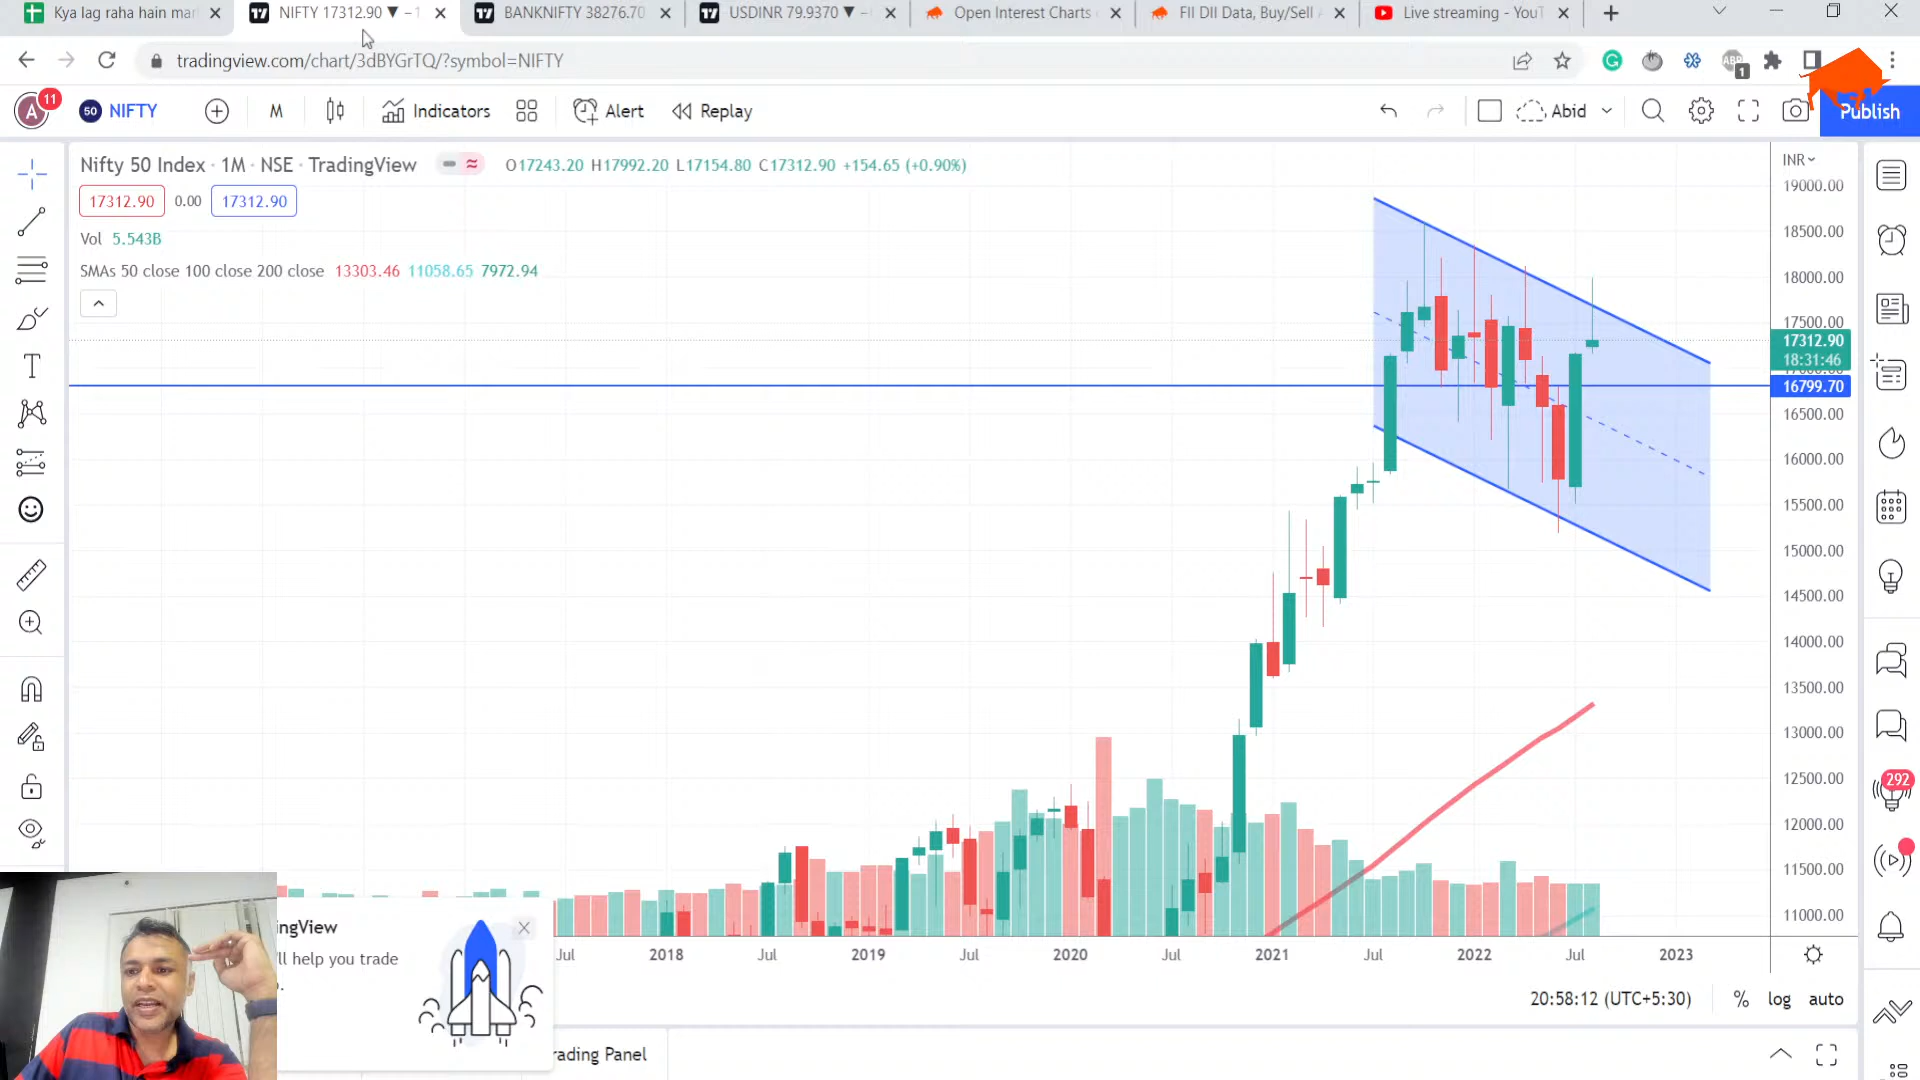 Kya lag raha hain mar
NIFTY 17312.90 ▼ −
BANKNIFTY 38276.70
USDINR 79.9370 ▼ −
Open Interest Charts
FII DII Data, Buy/Sell
Live streaming - YouT
tradingview.com/chart/3dBYGrTQ/?symbol=NIFTY
ABP
1
A
11
50
NIFTY
M
Indicators
Alert
Replay
Abid
Publish
Nifty 50 Index · 1M · NSE · TradingView
O17243.20 H17992.20 L17154.80 C17312.90 +154.65 (+0.90%)
17312.90
0.00
17312.90
Vol 5.543B
SMAs 50 close 100 close 200 close 13303.46 11058.65 7972.94
INR
19000.00
18500.00
18000.00
17500.00
17312.90
18:31:46
16799.70
16500.00
16000.00
15500.00
15000.00
14500.00
14000.00
13500.00
13000.00
12500.00
12000.00
11500.00
11000.00
292
Jul
2018
Jul
2019
Jul
2020
Jul
2021
Jul
2022
Jul
2023
ingView
'll help you trade
20:58:12 (UTC+5:30)
%
log
auto
rading Panel